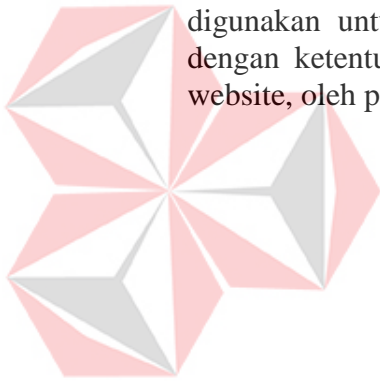 digunakan unt
dengan ketentu
website, oleh p